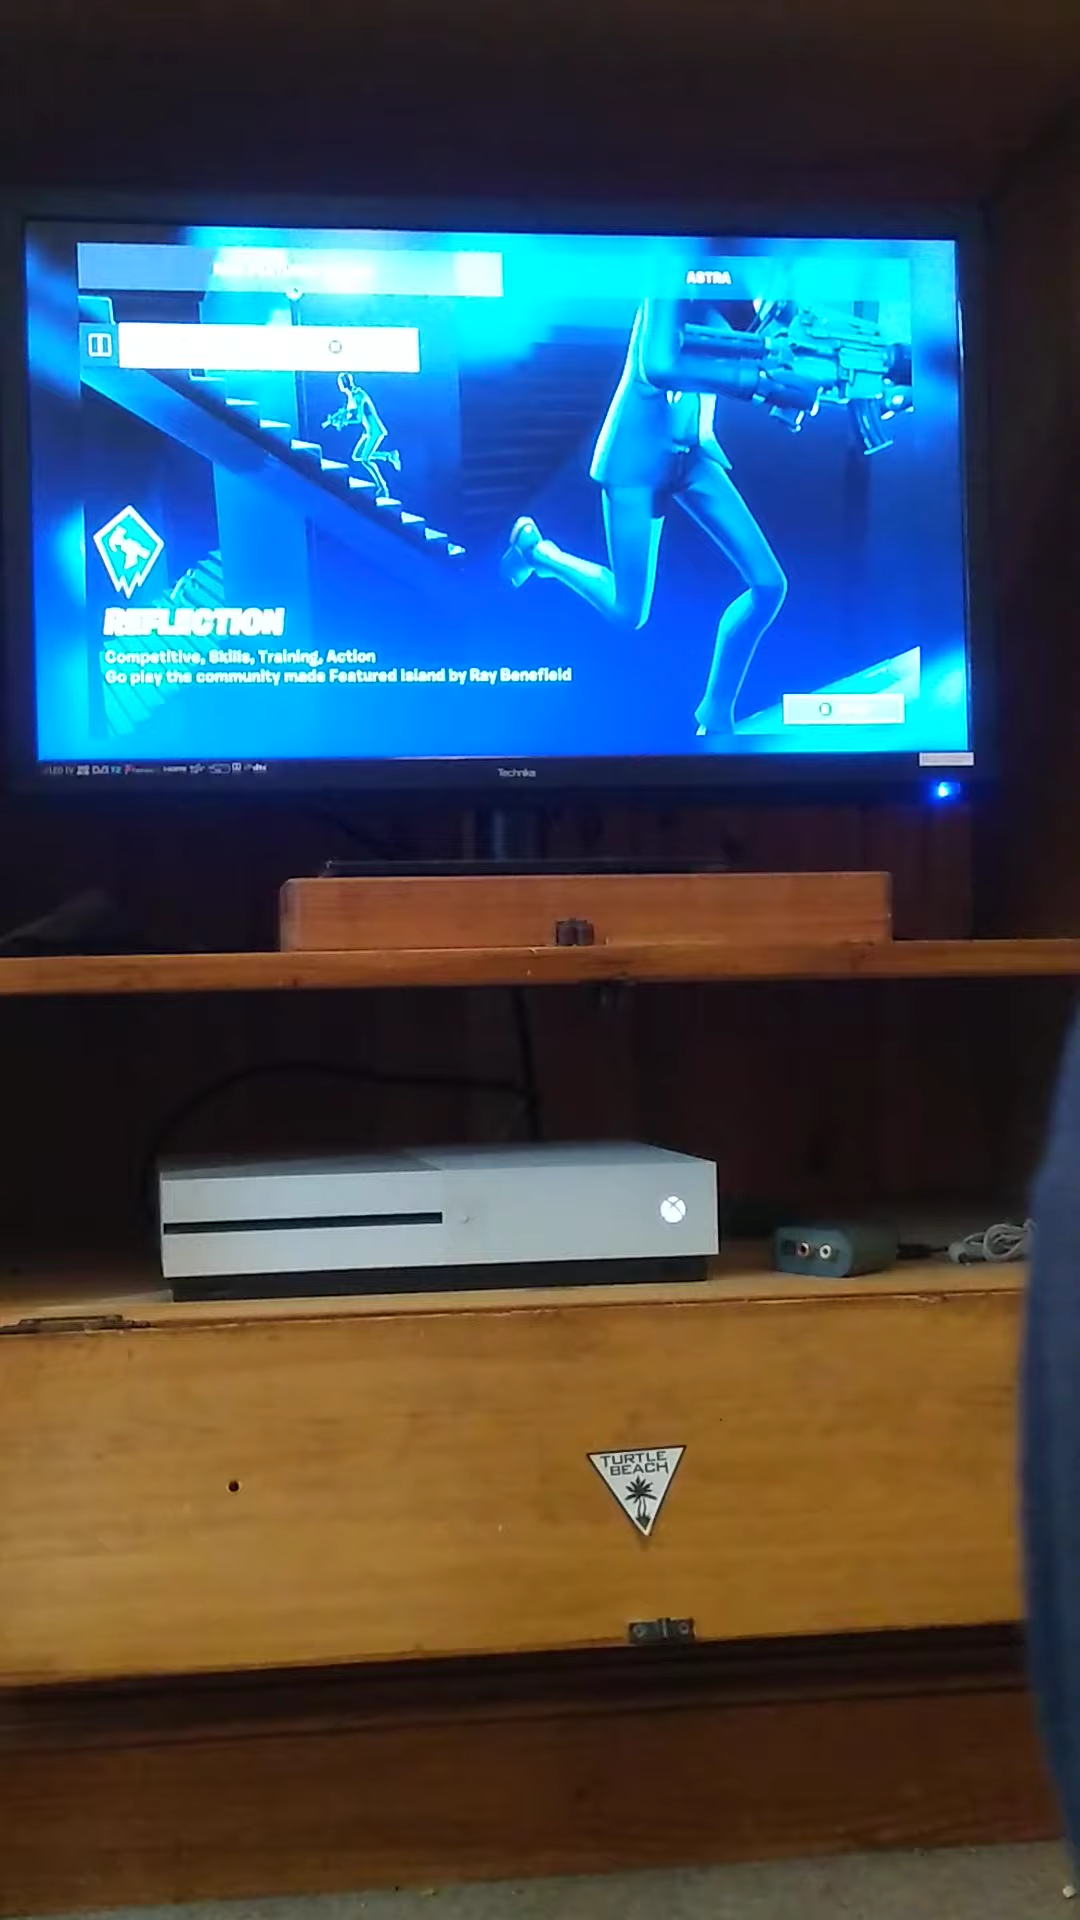 ASTRA
REFLECTION
Competitive, Skills, Training, Action
Go play the community made Featured Island by Ray Benefield
Technika
TURTLE
BEACH